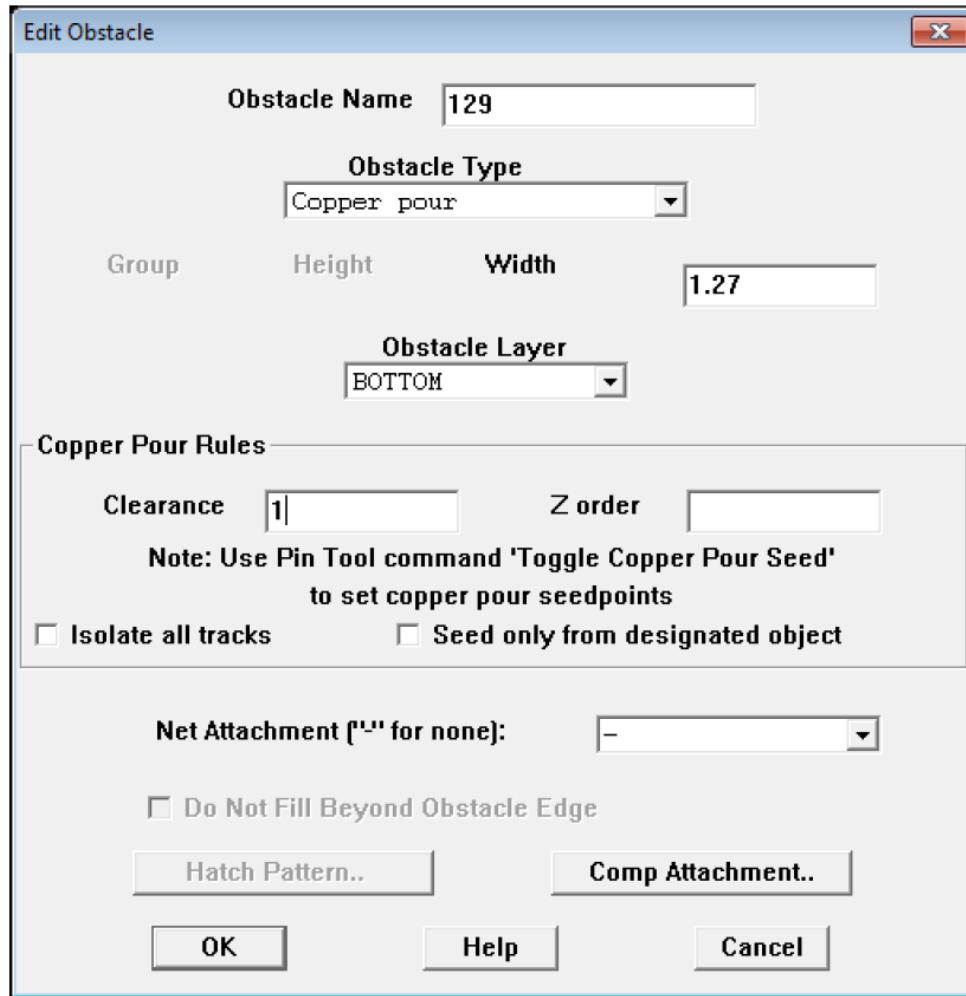 Edit Obstacle
Obstacle Name 129
Obstacle Type
Copper pour
Group Height Width 1.27
Obstacle Layer
BOTTOM
Copper Pour Rules
Clearance 1 Z order
Note: Use Pin Tool command 'Toggle Copper Pour Seed'
to set copper pour seedpoints
Isolate all tracks Seed only from designated object
Net Attachment ("-" for none): -
Do Not Fill Beyond Obstacle Edge
Hatch Pattern.. Comp Attachment..
OK Help Cancel